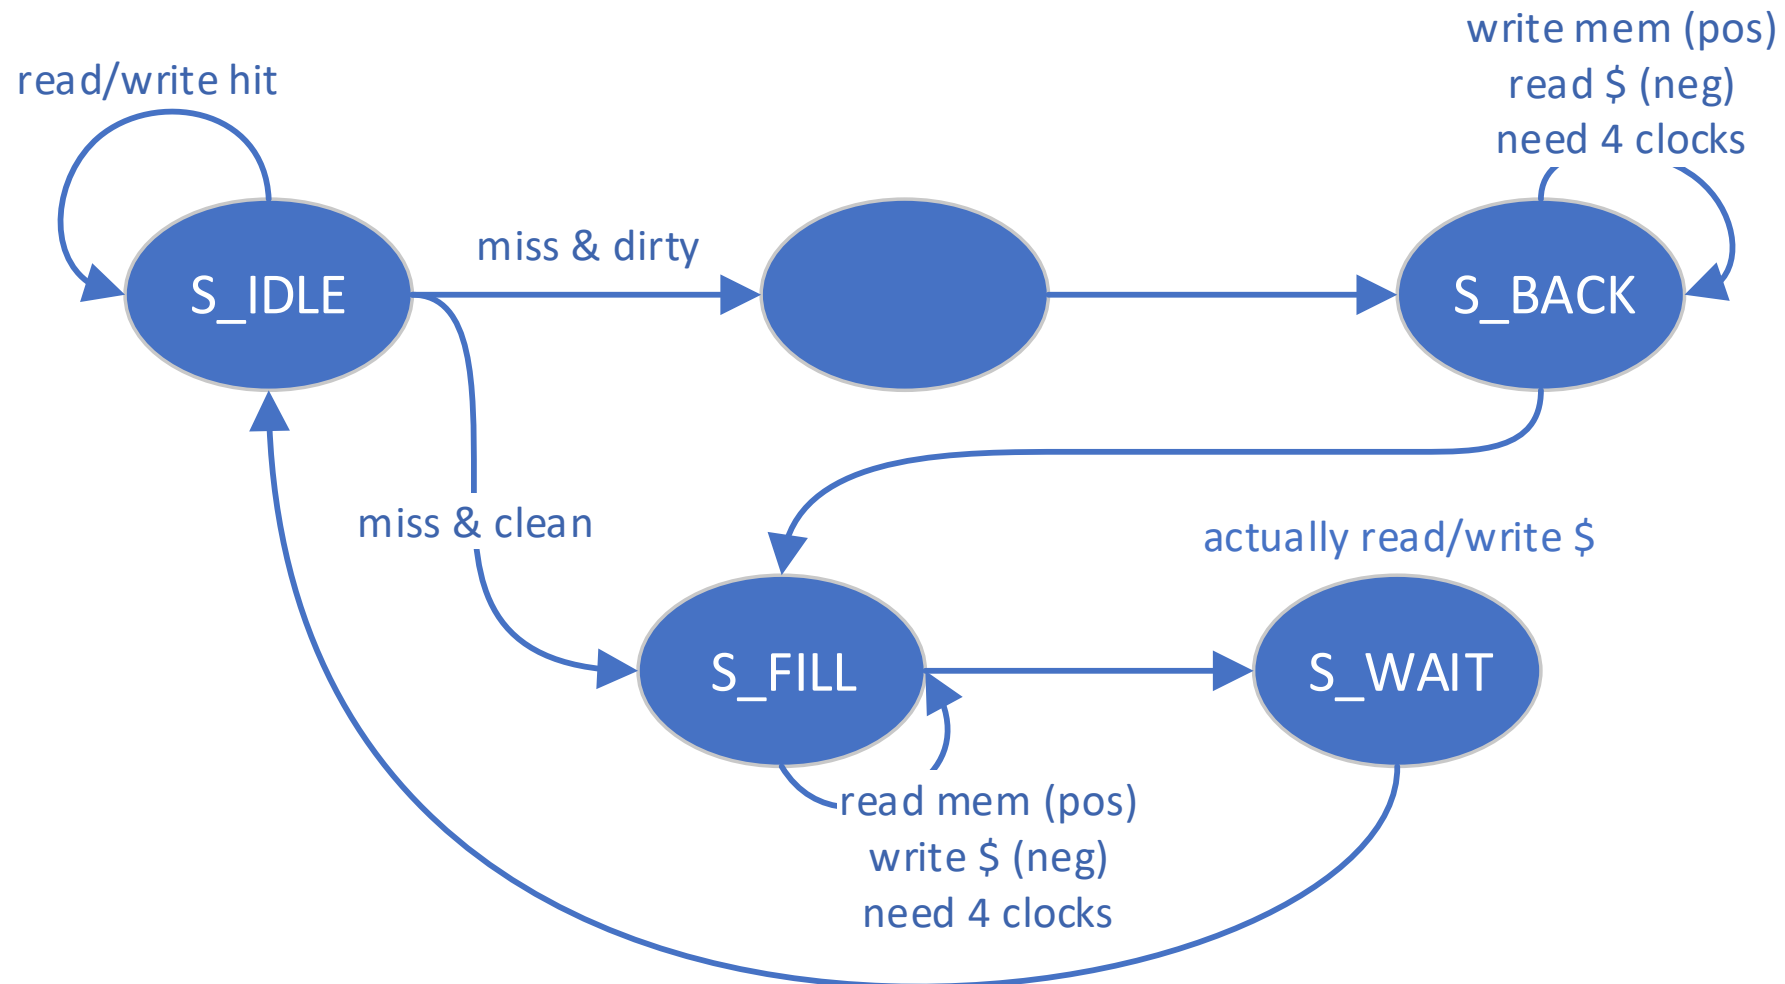 write mem (pos)
read $ (neg)
need 4 clocks
read/write hit
miss & dirty
S_IDLE
S_BACK
miss & clean
actually read/write $
S_FILL
S_WAIT
read mem (pos)
write $ (neg)
need 4 clocks